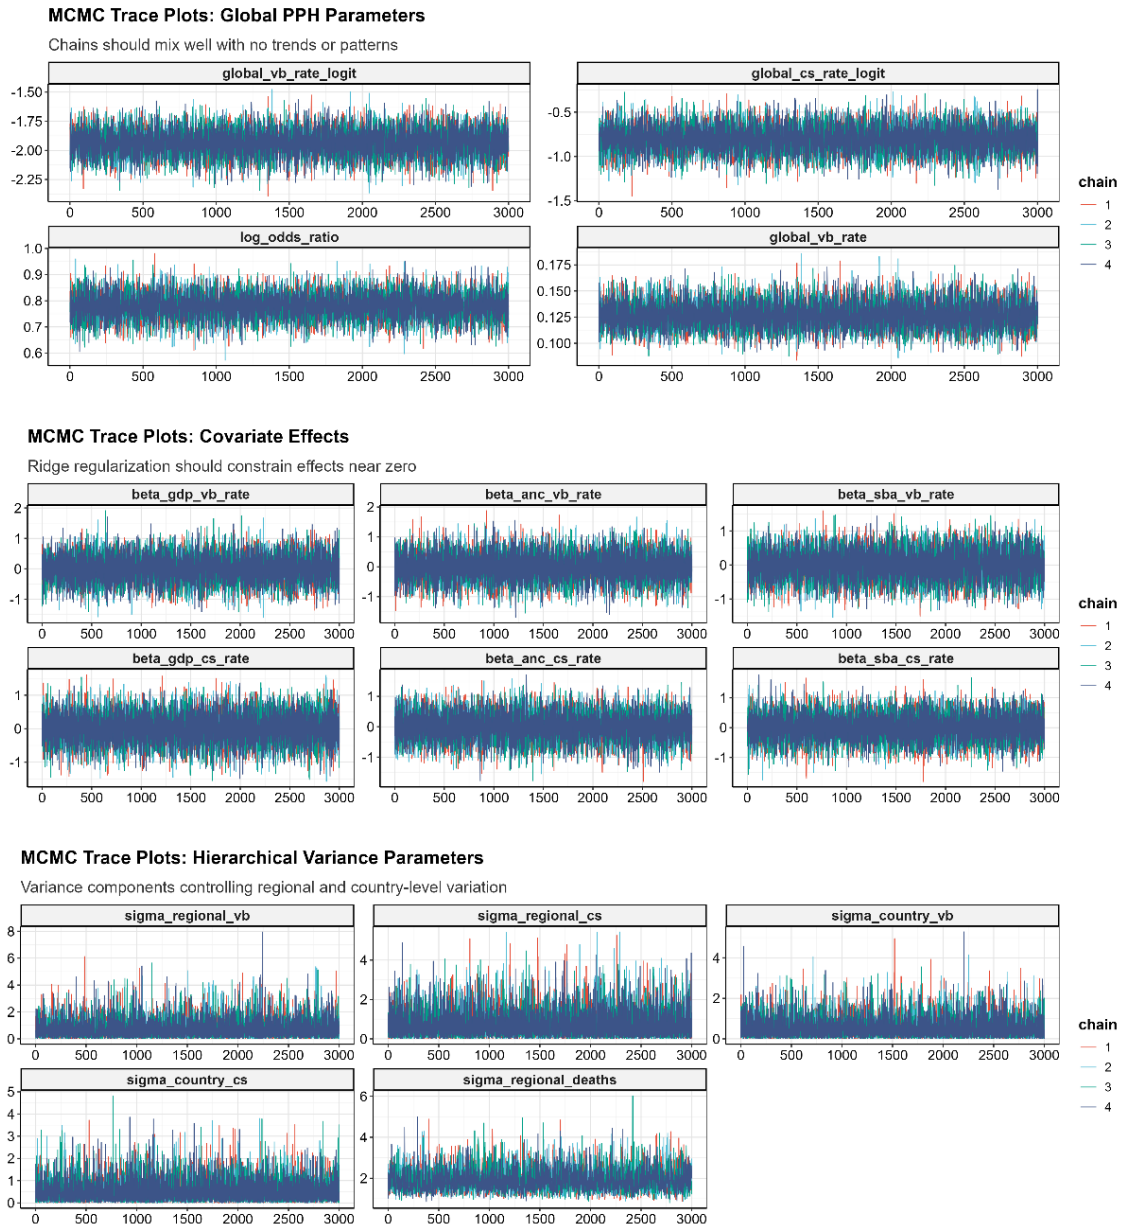 MCMC Trace Plots: Global PPH Parameters
Chains should mix well with no trends or patterns
global_vb_rate_logit
global_cs_rate_logit
-1.50
-1.75
-2.00
-2.25
-0.5
-1.0
-1.5
0 500 1000 1500 2000 2500 3000
0 500 1000 1500 2000 2500 3000
chain
1
2
3
4
log_odds_ratio
global_vb_rate
1.0
0.9
0.8
0.7
0.6
0.175
0.150
0.125
0.100
0 500 1000 1500 2000 2500 3000
0 500 1000 1500 2000 2500 3000
MCMC Trace Plots: Covariate Effects
Ridge regularization should constrain effects near zero
beta_gdp_vb_rate
beta_anc_vb_rate
beta_sba_vb_rate
2
1
0
-1
2
1
0
-1
1
0
-1
0 500 1000 1500 2000 2500 3000
0 500 1000 1500 2000 2500 3000
0 500 1000 1500 2000 2500 3000
chain
1
2
3
4
beta_gdp_cs_rate
beta_anc_cs_rate
beta_sba_cs_rate
1
0
-1
1
0
-1
1
0
-1
0 500 1000 1500 2000 2500 3000
0 500 1000 1500 2000 2500 3000
0 500 1000 1500 2000 2500 3000
MCMC Trace Plots: Hierarchical Variance Parameters
Variance components controlling regional and country-level variation
sigma_regional_vb
sigma_regional_cs
sigma_country_vb
8
6
4
2
0
4
2
0
4
2
0
0 500 1000 1500 2000 2500 3000
0 500 1000 1500 2000 2500 3000
0 500 1000 1500 2000 2500 3000
chain
1
2
3
4
sigma_country_cs
sigma_regional_deaths
5
4
3
2
1
0
6
4
2
0 500 1000 1500 2000 2500 3000
0 500 1000 1500 2000 2500 3000